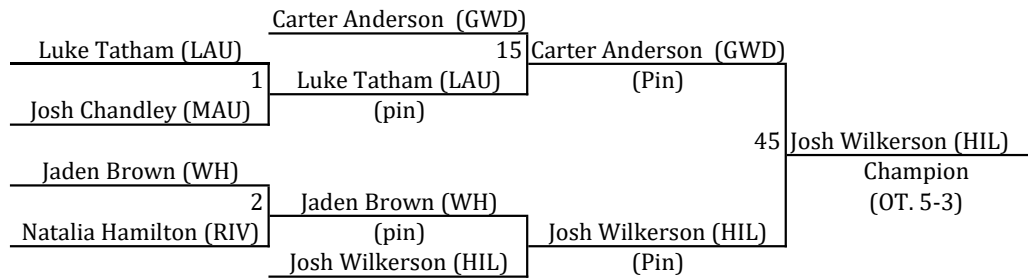 Carter Anderson (GWD)
Luke Tatham (LAU) 15 Carter Anderson (GWD)
1 Luke Tatham (LAU) (Pin)
Josh Chandley (MAU) (pin)
45 Josh Wilkerson (HIL)
Jaden Brown (WH) Champion
2 Jaden Brown (WH) (OT. 5-3)
Natalia Hamilton (RIV) (pin) Josh Wilkerson (HIL)
Josh Wilkerson (HIL) (Pin)